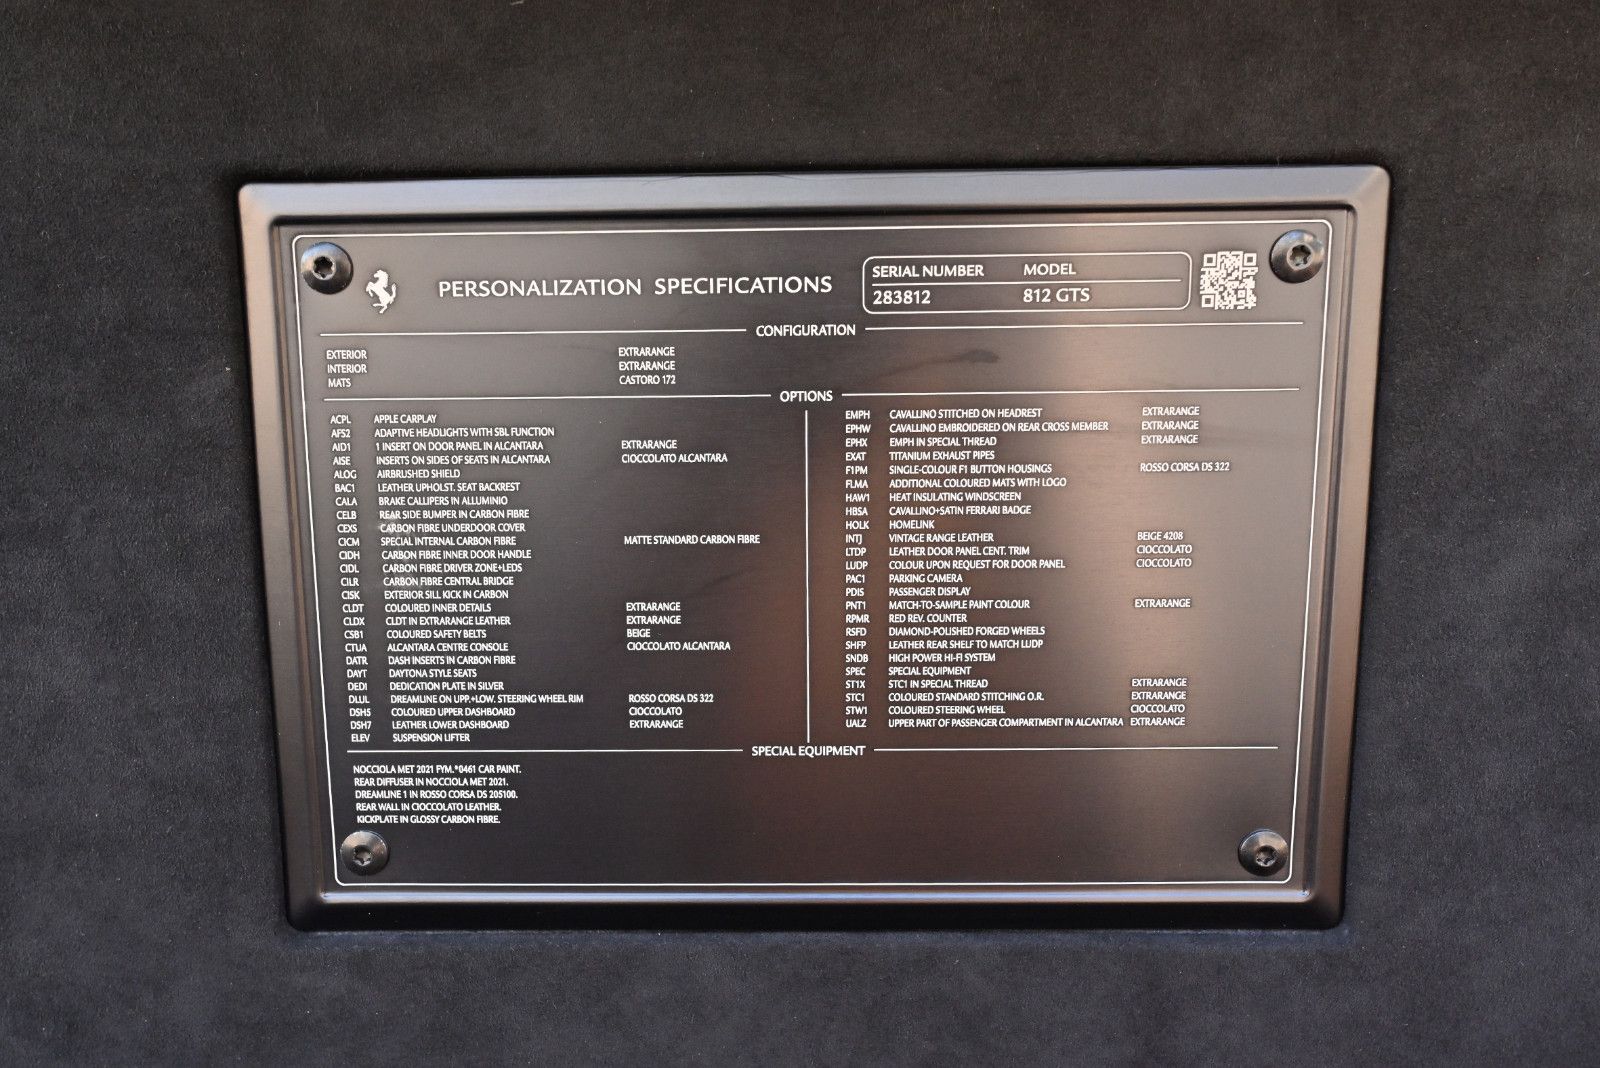 PERSONALIZATION SPECIFICATIONS
SERIAL NUMBER MODEL
283812 812 GTS
CONFIGURATION
EXTERIOR EXTRARANGE
INTERIOR EXTRARANGE
MATS CASTORO 172
OPTIONS
ACPL APPLE CARPLAY
AFS2 ADAPTIVE HEADLIGHTS WITH SBL FUNCTION
AID1 1 INSERT ON DOOR PANEL IN ALCANTARA EXTRARANGE
AISE INSERTS ON SIDES OF SEATS IN ALCANTARA CIOCCOLATO ALCANTARA
ALOG AIRBRUSHED SHIELD
BAC1 LEATHER UPHOLST. SEAT BACKREST
CALA BRAKE CALLIPERS IN ALLUMINIO
CELB REAR SIDE BUMPER IN CARBON FIBRE
CEXS CARBON FIBRE UNDERDOOR COVER
CICM SPECIAL INTERNAL CARBON FIBRE MATTE STANDARD CARBON FIBRE
CIDH CARBON FIBRE INNER DOOR HANDLE
CIDL CARBON FIBRE DRIVER ZONE+LEDS
CILR CARBON FIBRE CENTRAL BRIDGE
CISK EXTERIOR SILL KICK IN CARBON
CLDT COLOURED INNER DETAILS EXTRARANGE
CLDX CLDT IN EXTRARANGE LEATHER EXTRARANGE
CSB1 COLOURED SAFETY BELTS BEIGE
CTUA ALCANTARA CENTRE CONSOLE CIOCCOLATO ALCANTARA
DATR DASH INSERTS IN CARBON FIBRE
DAYT DAYTONA STYLE SEATS
DEDI DEDICATION PLATE IN SILVER
DLUL DREAMLINE ON UPP.+LOW. STEERING WHEEL RIM ROSSO CORSA DS 322
DSH5 COLOURED UPPER DASHBOARD CIOCCOLATO
DSH7 LEATHER LOWER DASHBOARD EXTRARANGE
ELEV SUSPENSION LIFTER
EMPH CAVALLINO STITCHED ON HEADREST EXTRARANGE
EPHW CAVALLINO EMBROIDERED ON REAR CROSS MEMBER EXTRARANGE
EPHX EMPH IN SPECIAL THREAD EXTRARANGE
EXAT TITANIUM EXHAUST PIPES
F1PM SINGLE-COLOUR F1 BUTTON HOUSINGS ROSSO CORSA DS 322
FLMA ADDITIONAL COLOURED MATS WITH LOGO
HAW1 HEAT INSULATING WINDSCREEN
HBSA CAVALLINO+SATIN FERRARI BADGE
HOLK HOMELINK
INTJ VINTAGE RANGE LEATHER BEIGE 4208
LTDP LEATHER DOOR PANEL CENT. TRIM CIOCCOLATO
LUDP COLOUR UPON REQUEST FOR DOOR PANEL CIOCCOLATO
PAC1 PARKING CAMERA
PDIS PASSENGER DISPLAY
PNT1 MATCH-TO-SAMPLE PAINT COLOUR EXTRARANGE
RPMR RED REV. COUNTER
RSFD DIAMOND-POLISHED FORGED WHEELS
SHFP LEATHER REAR SHELF TO MATCH LUDP
SNDB HIGH POWER HI-FI SYSTEM
SPEC SPECIAL EQUIPMENT
ST1X STC1 IN SPECIAL THREAD EXTRARANGE
STC1 COLOURED STANDARD STITCHING O.R. EXTRARANGE
STW1 COLOURED STEERING WHEEL CIOCCOLATO
UALZ UPPER PART OF PASSENGER COMPARTMENT IN ALCANTARA EXTRARANGE
SPECIAL EQUIPMENT
NOCCIOLA MET 2021 FYM.*0461 CAR PAINT.
REAR DIFFUSER IN NOCCIOLA MET 2021.
DREAMLINE 1 IN ROSSO CORSA DS 205100.
REAR WALL IN CIOCCOLATO LEATHER.
KICKPLATE IN GLOSSY CARBON FIBRE.